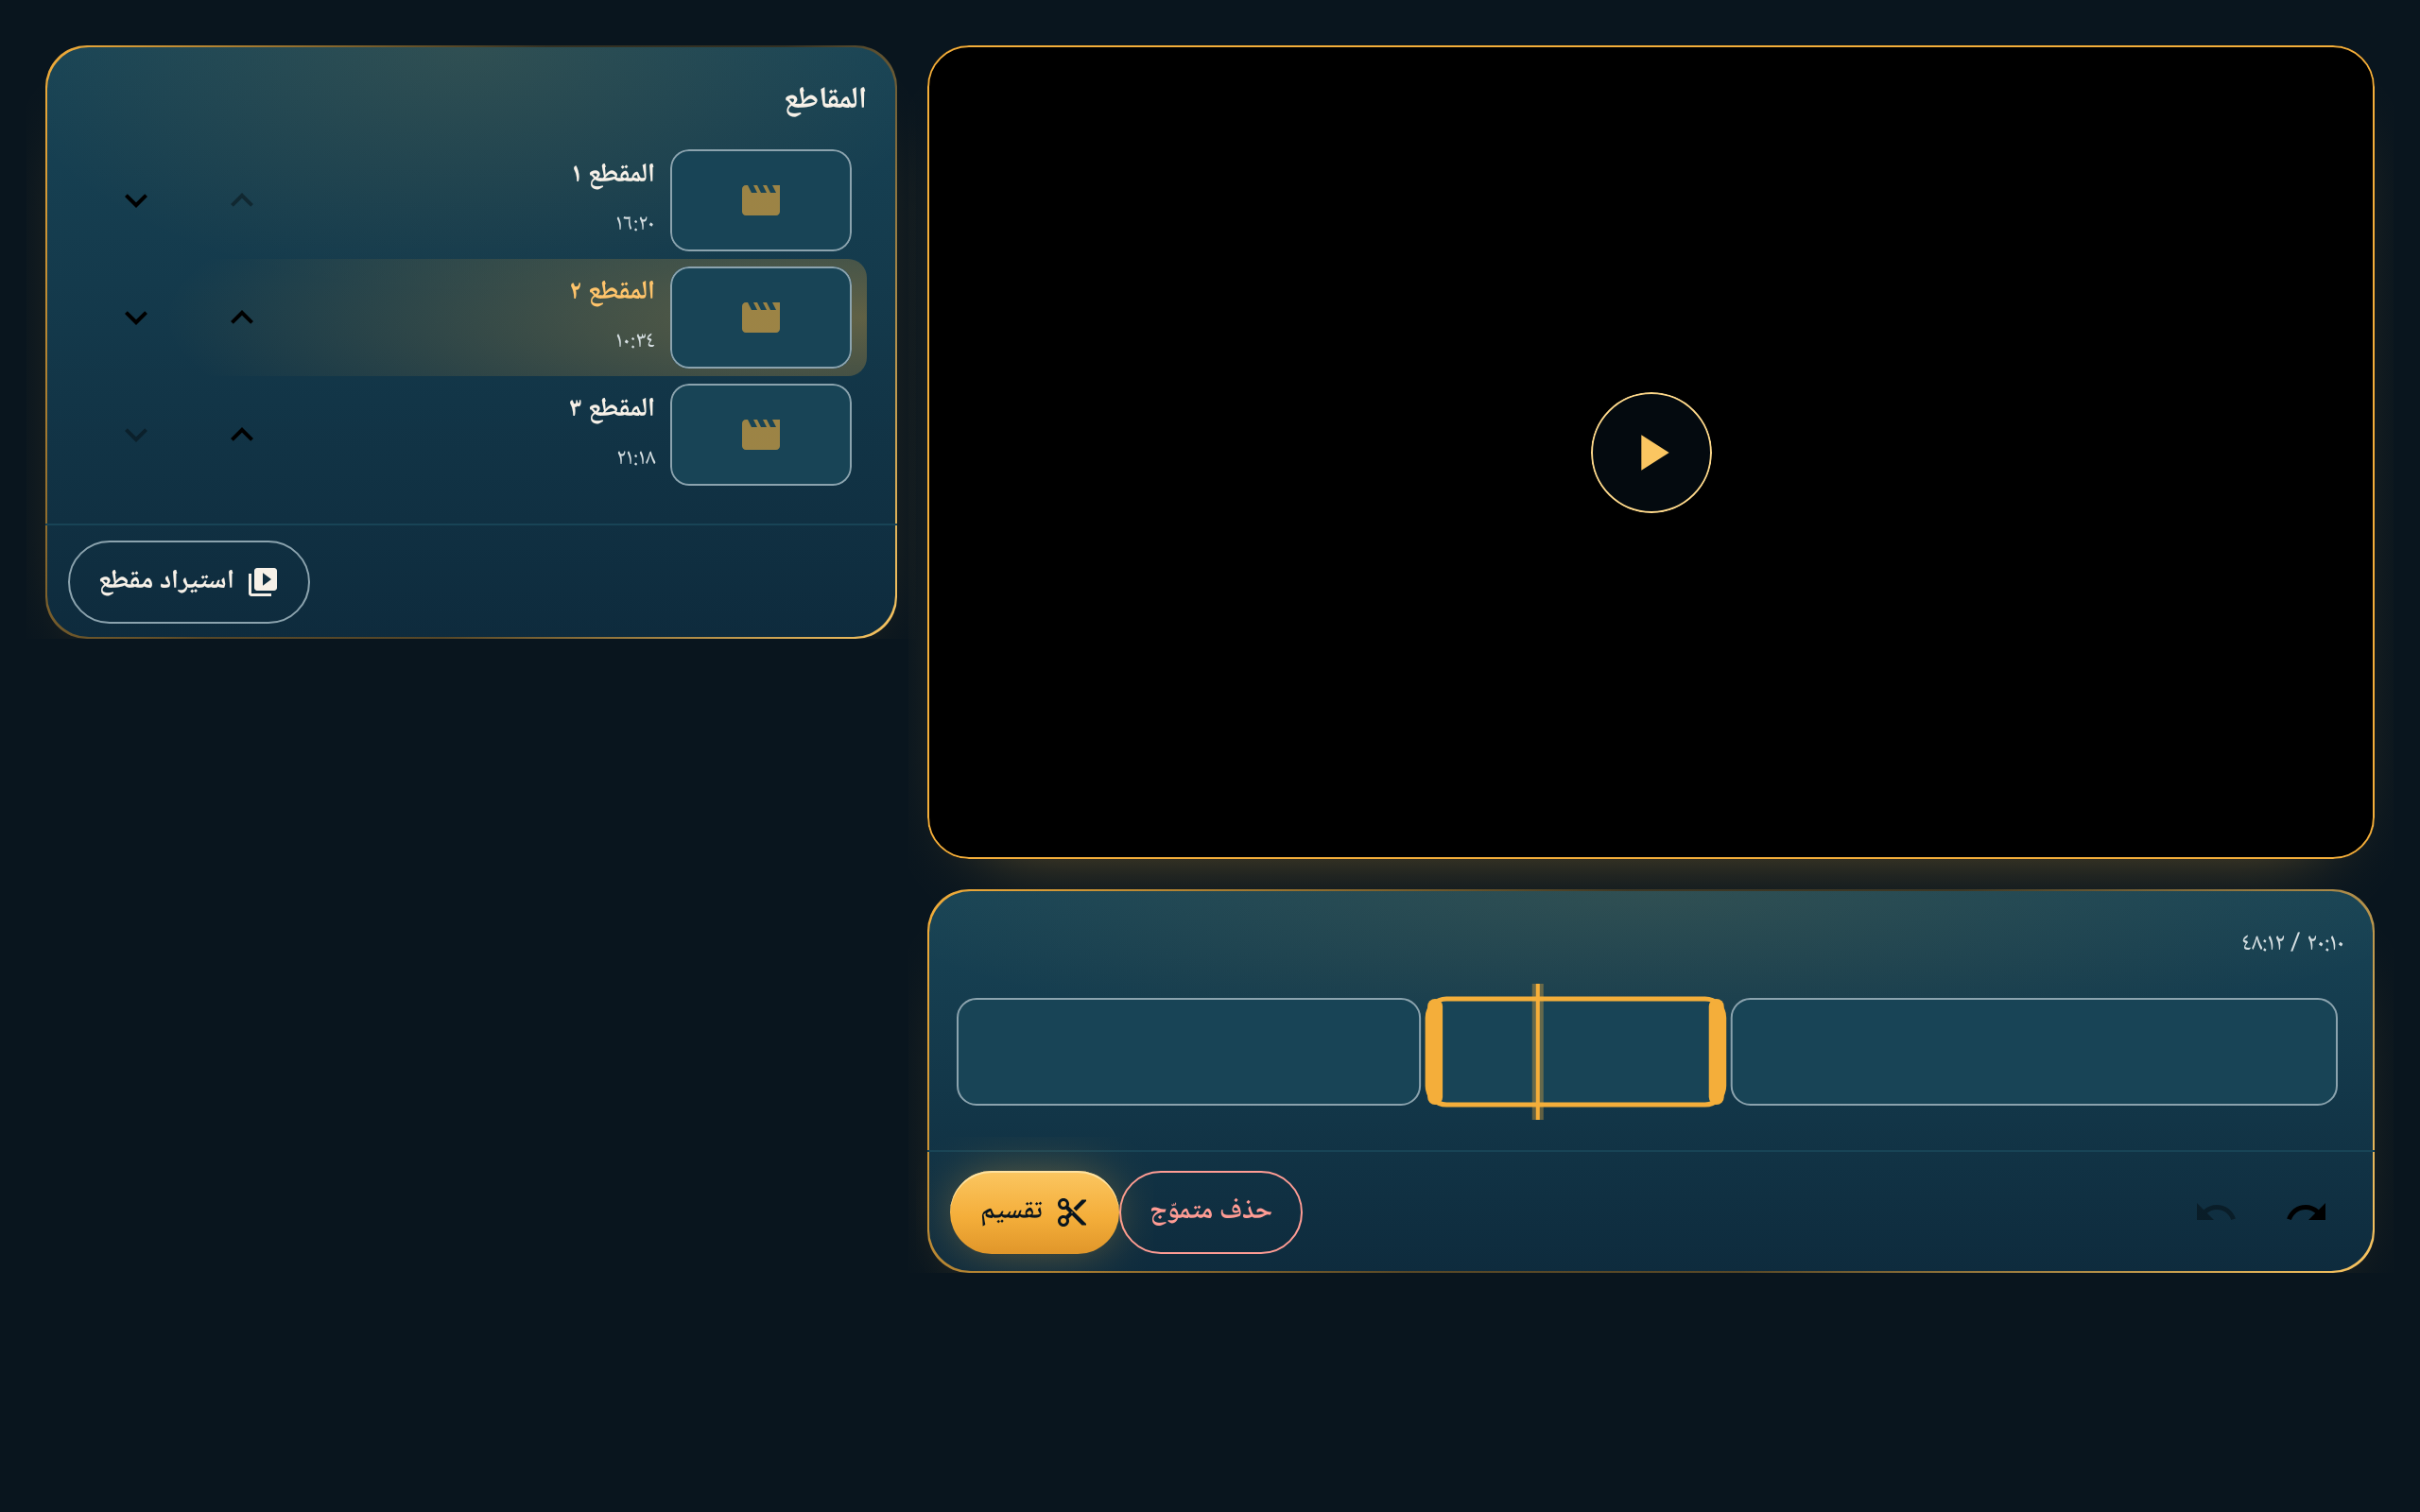 المقاطع
المقطع ١
١٦:٢٠
المقطع ٢
١٠:٣٤
المقطع ٣
٢١:١٨
استيراد مقطع
٢٠:١٠ / ٤٨:١٢
حذف متموّج
تقسيم